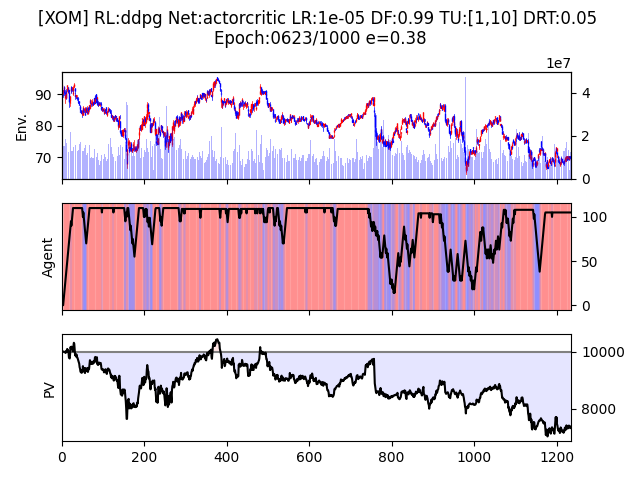 [XOM] RL:ddpg Net:actorcritic LR:1e-05 DF:0.99 TU:[1,10] DRT:0.05
Epoch:0623/1000 e=0.38
1e7
Env.
90
80
70
4
2
0
Agent
100
50
0
PV
10000
8000
0 200 400 600 800 1000 1200